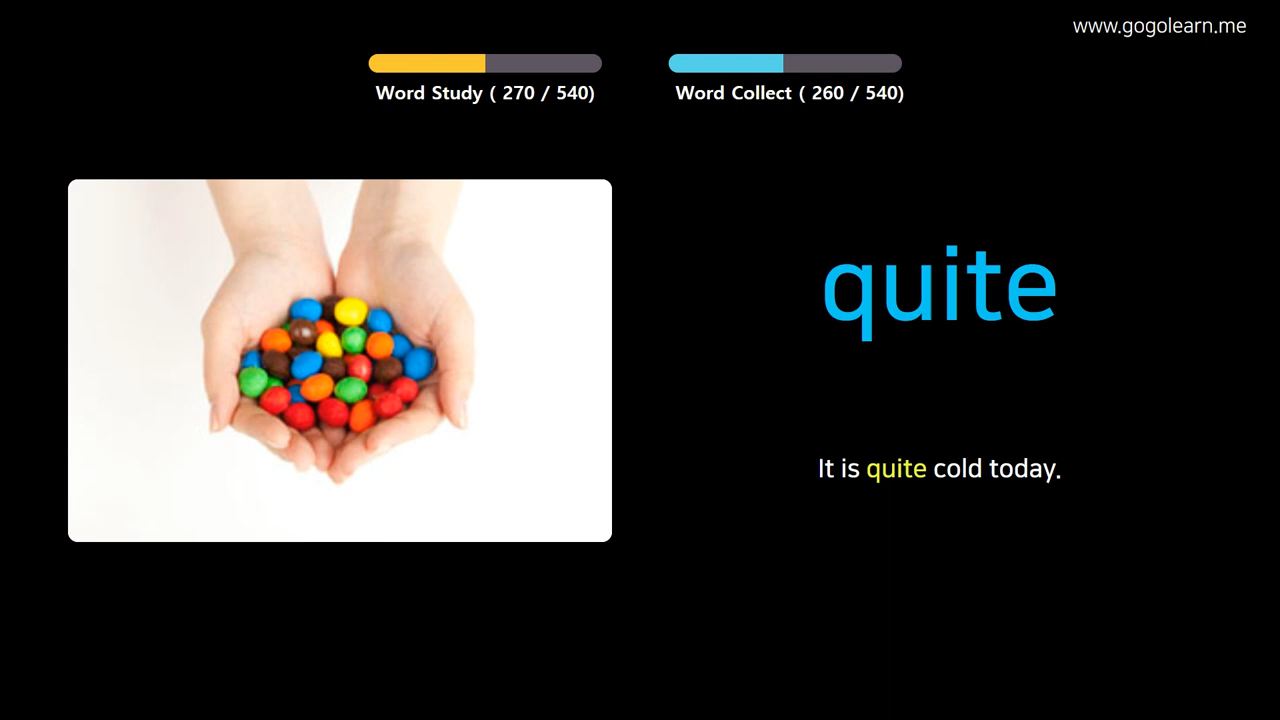 www.gogolearn.me
Word Study ( 270 / 540)
Word Collect ( 260 / 540)
quite
It is quite cold today.